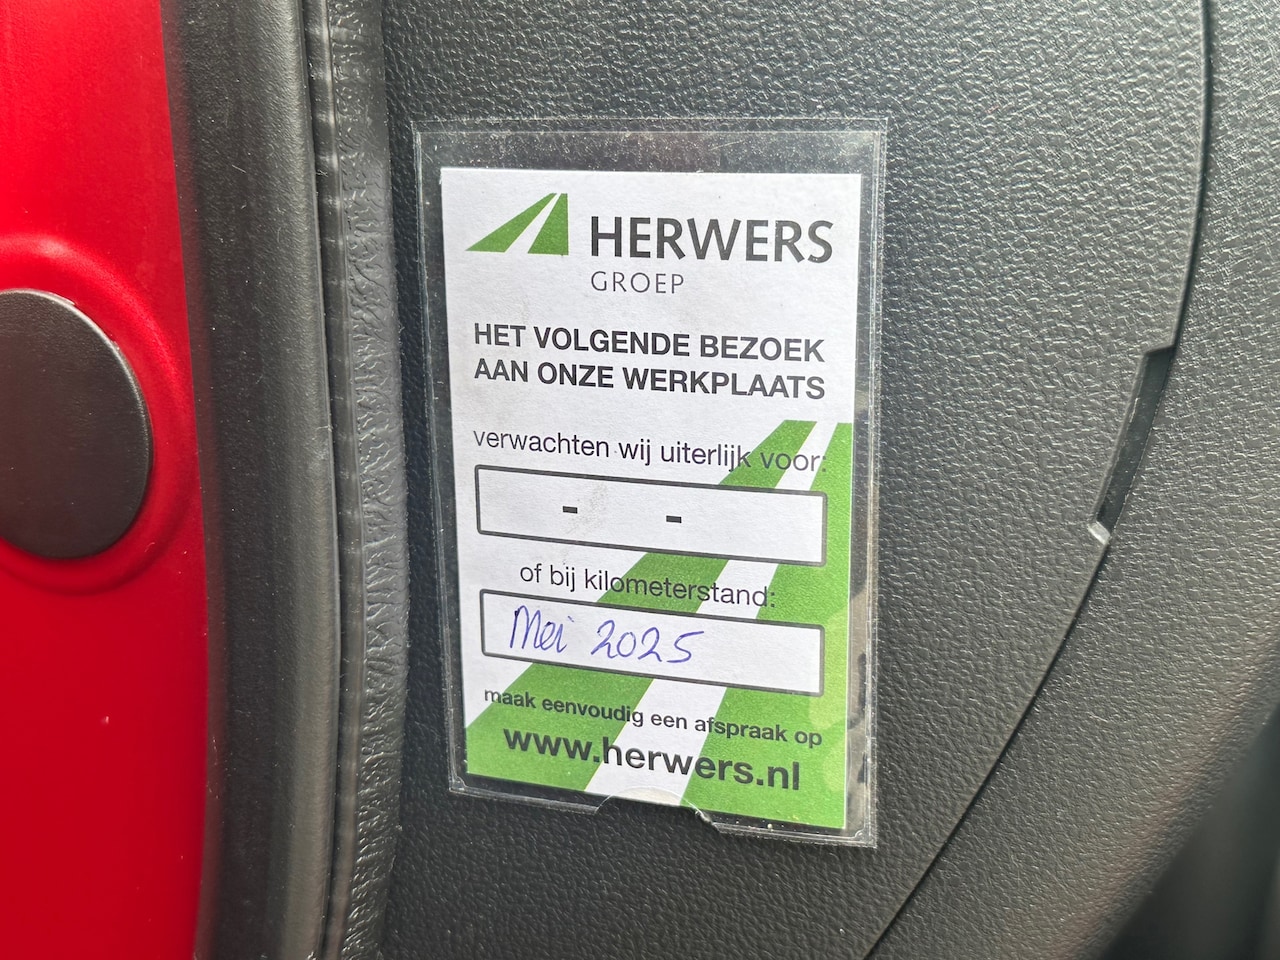 HERWERS
GROEP
HET VOLGENDE BEZOEK
AAN ONZE WERKPLAATS
verwachten wij uiterlijk voor:
- -
of bij kilometerstand:
Mei 2025
maak eenvoudig een afspraak op
www.herwers.nl